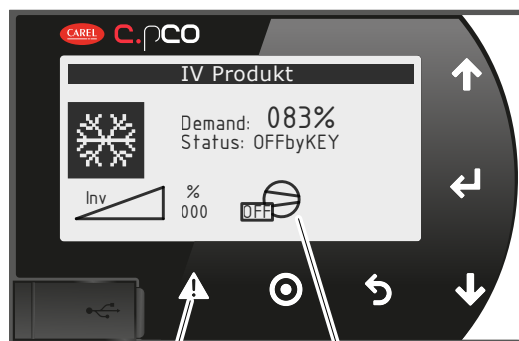 CAREL c.pCO
IV Produkt
Demand: 083%
Status: OFFbyKEY
Inv
%
000
OFF